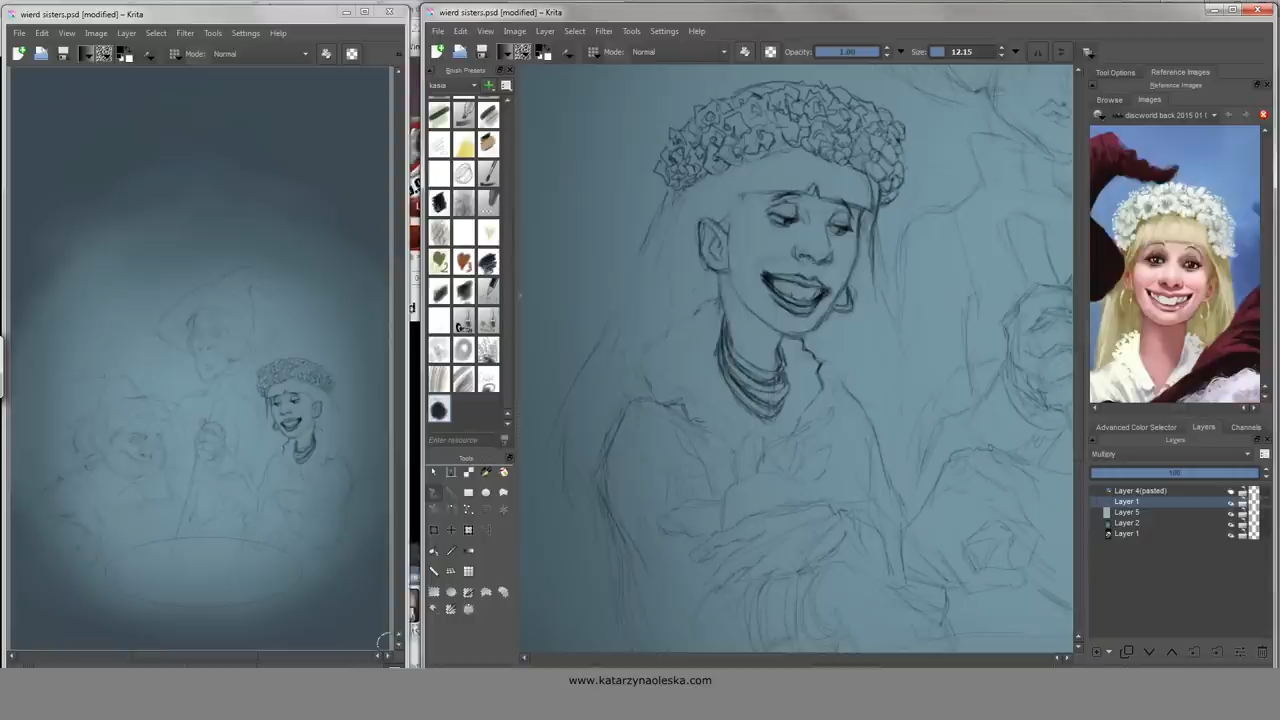 wierd sisters.psd [modified] – Krita
File Edit View Image Layer Select Filter Tools Settings Help
Mode: Normal
wierd sisters.psd [modified] – Krita
File Edit View Image Layer Select Filter Tools Settings Help
Mode: Normal Opacity: 1.00 Size: 12.15
Brush Presets
kasia
Enter resource
Tools
Tool Options Reference Images
Reference Images
Browse Images
discworld back 2015 01
Advanced Color Selector Layers Channels
Layers
Multiply
100
Layer 4(pasted)
Layer 1
Layer 5
Layer 2
Layer 1
www.katarzynaoleska.com